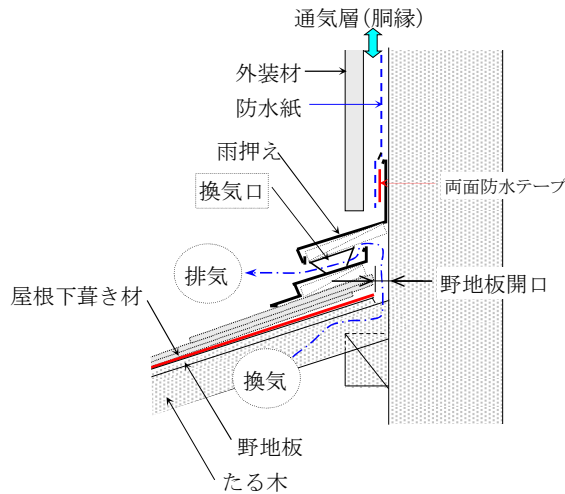 通気層(胴縁)
外装材
防水紙
雨押え
両面防水テープ
換気口
排気
野地板開口
屋根下葺き材
換気
野地板
たる木